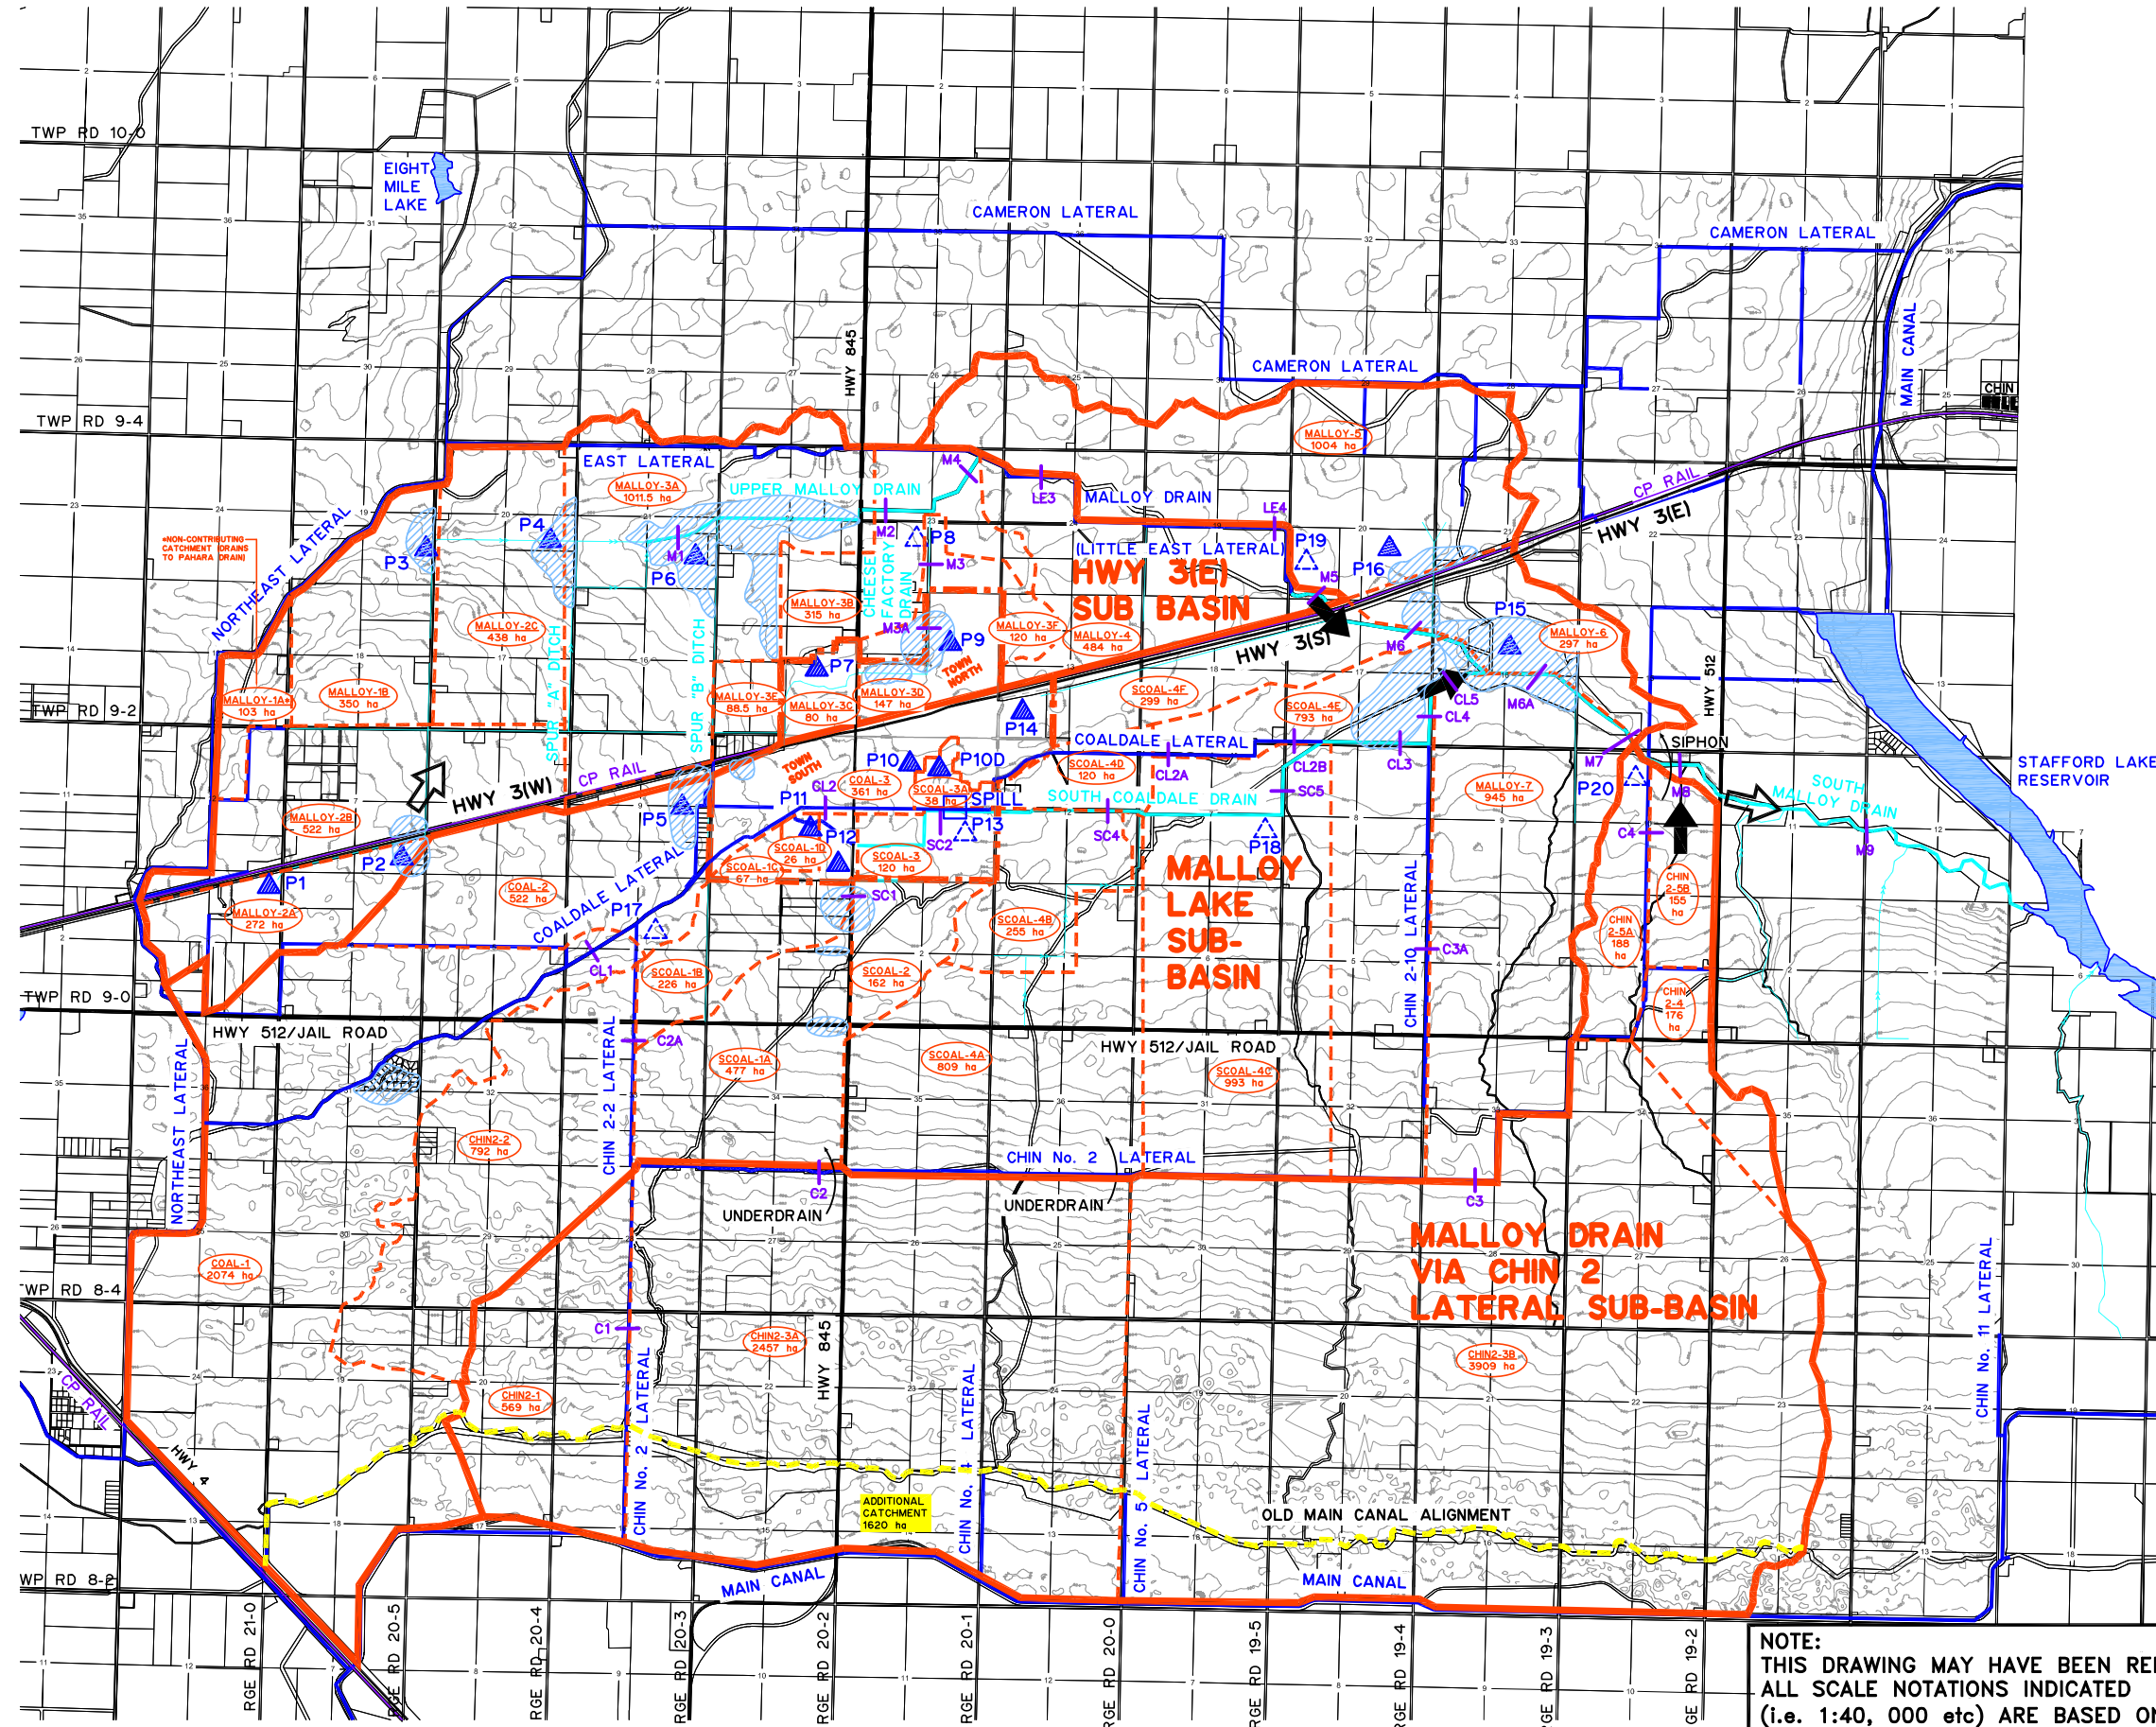 TWP RD 10-0
EIGHT
MILE
LAKE
CAMERON LATERAL
CAMERON LATERAL
MAIN CANAL
HWY 845
CAMERON LATERAL
CHIN
TWP RD 9-4
MALLOY-5
1004 ha
EAST LATERAL
M4
CP RAIL
MALLOY-3A
1011.5 ha
UPPER MALLOY DRAIN
LE3
MALLOY DRAIN
LE4
HWY 3(E)
NORTHEAST LATERAL
*NON-CONTRIBUTING
CATCHMENT (DRAINS
TO PAHARA DRAIN)
P3
P4
M1
P6
M2
P8
CHEESE
FACTORY
DRAIN
M3
(LITTLE EAST LATERAL)
P19
P16
M5
HWY 3(E)
SUB BASIN
MALLOY-3B
315 ha
M3A
P9
MALLOY-3F
120 ha
MALLOY-4
484 ha
HWY 3(S)
M6
P15
MALLOY-6
297 ha
MALLOY-2C
438 ha
SPUR "A" DITCH
SPUR "B" DITCH
P7
TOWN
NORTH
MALLOY-1A*
103 ha
MALLOY-1B
350 ha
MALLOY-3E
88.5 ha
MALLOY-3C
80 ha
MALLOY-3D
147 ha
SCOAL-4F
299 ha
SCOAL-4E
793 ha
CL5
CL4
M6A
HWY 512
TWP RD 9-2
P14
COALDALE LATERAL
CL2A
CL2B
CL3
M7
SIPHON
STAFFORD LAKE
RESERVOIR
HWY 3(W)
CP RAIL
TOWN
SOUTH
P10
P10D
COAL-3
361 ha
SCOAL-3A
38 ha
SPILL
SCOAL-4D
120 ha
SOUTH COALDALE DRAIN
SC5
MALLOY-7
945 ha
P20
M8
SOUTH
MALLOY DRAIN
MALLOY-2B
522 ha
P5
P11
CL2
P12
SC2
P13
SC4
P18
C4
M9
P2
P1
SCOAL-1D
26 ha
SCOAL-1C
67 ha
SCOAL-3
120 ha
MALLOY
LAKE
SUB-
BASIN
COAL-2
522 ha
COALDALE LATERAL
SC1
CHIN
2-5B
155
ha
MALLOY-2A
272 ha
P17
SCOAL-4B
255 ha
CHIN
2-5A
188
ha
CL1
SCOAL-1B
226 ha
SCOAL-2
162 ha
C3A
CHIN 2-10 LATERAL
CHIN
2-4
176
ha
TWP RD 9-0
HWY 512/JAIL ROAD
C2A
CHIN 2-2 LATERAL
SCOAL-1A
477 ha
SCOAL-4A
809 ha
HWY 512/JAIL ROAD
SCOAL-4C
993 ha
NORTHEAST LATERAL
CHIN2-2
792 ha
CHIN No. 2 LATERAL
C2
UNDERDRAIN
UNDERDRAIN
C3
MALLOY DRAIN
VIA CHIN 2
LATERAL SUB-BASIN
COAL-1
2074 ha
WP RD 8-4
CHIN No. 11 LATERAL
C1
CHIN2-3A
2457 ha
HWY 845
CHIN2-3B
3909 ha
CP RAIL
CHIN2-1
569 ha
CHIN No. 2 LATERAL
CHIN No. 4 LATERAL
CHIN No. 5 LATERAL
HWY 4
ADDITIONAL
CATCHMENT
1620 ha
OLD MAIN CANAL ALIGNMENT
WP RD 8-2
MAIN CANAL
MAIN CANAL
RGE RD 21-0
RGE RD 20-5
RGE RD 20-4
RGE RD 20-3
RGE RD 20-2
RGE RD 20-1
RGE RD 20-0
RGE RD 19-5
RGE RD 19-4
RGE RD 19-3
GE RD 19-2
NOTE:
THIS DRAWING MAY HAVE BEEN
ALL SCALE NOTATIONS INDICATED
(i.e. 1:40, 000 etc) ARE BASED